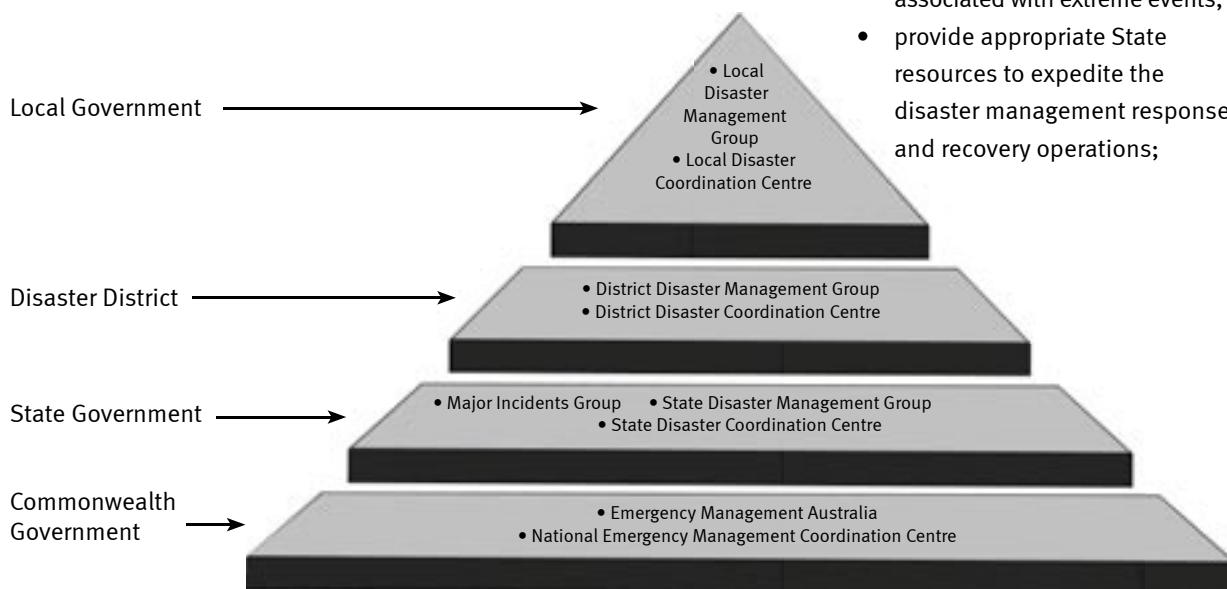 associated with extreme events;
• provide appropriate State
resources to expedite the
disaster management response
and recovery operations;
Local Government
• Local
Disaster
Management
Group
• Local Disaster
Coordination Centre
Disaster District
• District Disaster Management Group
• District Disaster Coordination Centre
State Government
• Major Incidents Group • State Disaster Management Group
• State Disaster Coordination Centre
Commonwealth
Government
• Emergency Management Australia
• National Emergency Management Coordination Centre